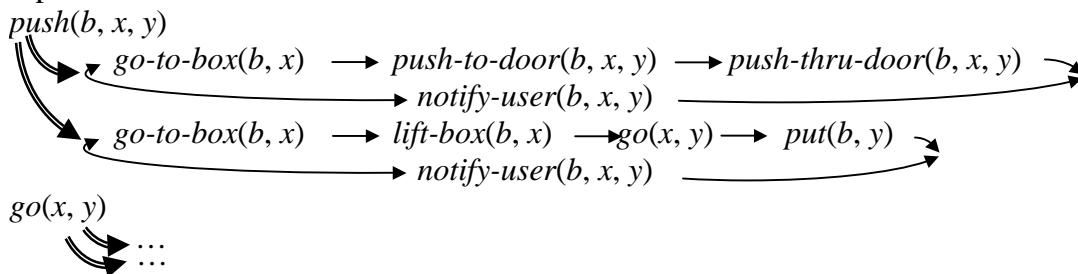 push(b, x, y)
go-to-box(b, x) push-to-door(b, x, y) push-thru-door(b, x, y)
notify-user(b, x, y)
go-to-box(b, x) lift-box(b, x) go(x, y) put(b, y)
notify-user(b, x, y)
go(x, y)
…
…